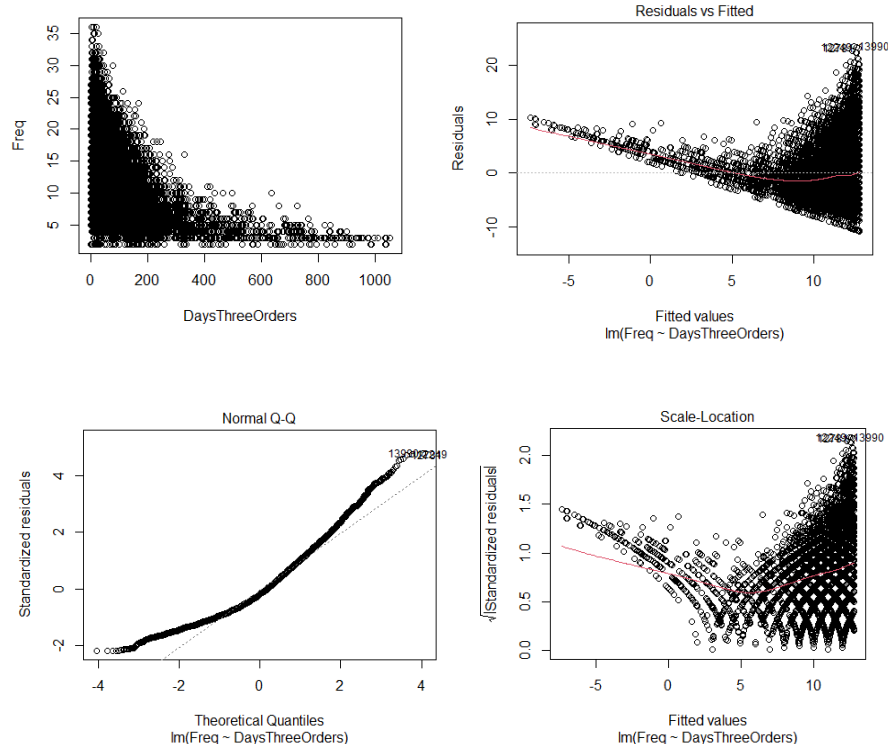 Freq
35
30
25
20
15
10
5
0
200
400
600
800
1000
DaysThreeOrders
Residuals vs Fitted
Residuals
20
10
0
-10
-5
0
5
10
Fitted values
lm(Freq ~ DaysThreeOrders)
Normal Q-Q
Standardized residuals
4
2
0
-2
-4
-2
0
2
4
Theoretical Quantiles
lm(Freq ~ DaysThreeOrders)
Scale-Location
√|Standardized residuals|
2.0
1.5
1.0
0.5
0.0
-5
0
5
10
Fitted values
lm(Freq ~ DaysThreeOrders)